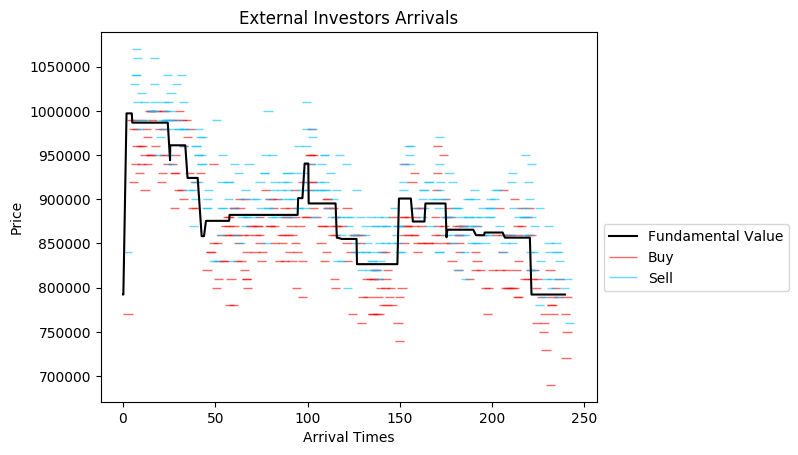 External Investors Arrivals
Price
1050000
1000000
950000
900000
850000
800000
750000
700000
0
50
100
150
200
250
Arrival Times
Fundamental Value
Buy
Sell